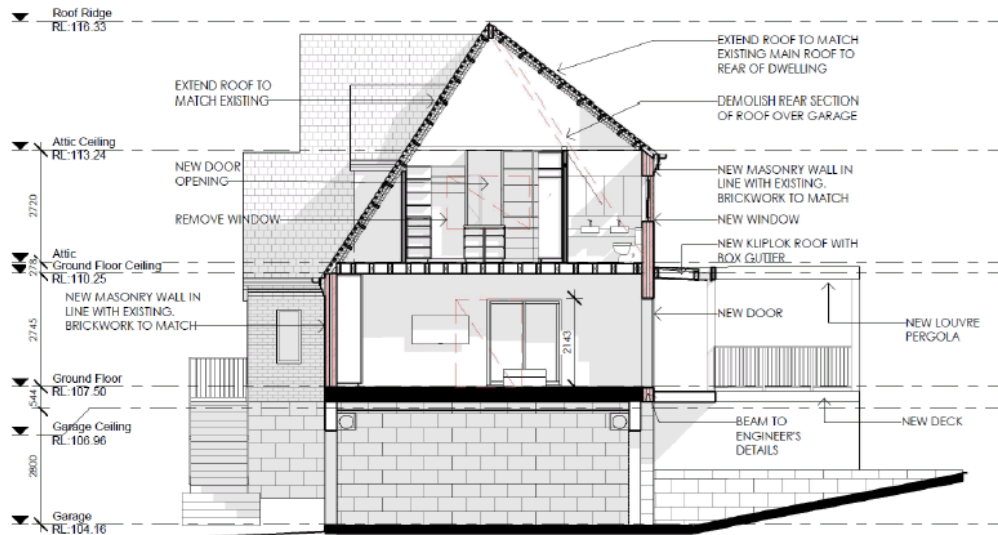 Roof Ridge
RL:116.33
EXTEND ROOF TO
MATCH EXISTING
EXTEND ROOF TO MATCH
EXISTING MAIN ROOF TO
REAR OF DWELLING
DEMOLISH REAR SECTION
OF ROOF OVER GARAGE
Attic Ceiling
RL:113.24
NEW DOOR
OPENING
REMOVE WINDOW
NEW MASONRY WALL IN
LINE WITH EXISTING.
BRICKWORK TO MATCH
NEW WINDOW
2720
Attic
278
Ground Floor Ceiling
RL:110.25
NEW KLIPLOK ROOF WITH
BOX GUTTER
NEW MASONRY WALL IN
LINE WITH EXISTING.
BRICKWORK TO MATCH
2745
2143
NEW DOOR
NEW LOUVRE
PERGOLA
Ground Floor
RL:107.50
544
Garage Ceiling
RL:106.96
BEAM TO
ENGINEER'S
DETAILS
NEW DECK
2800
Garage
RL:104.16